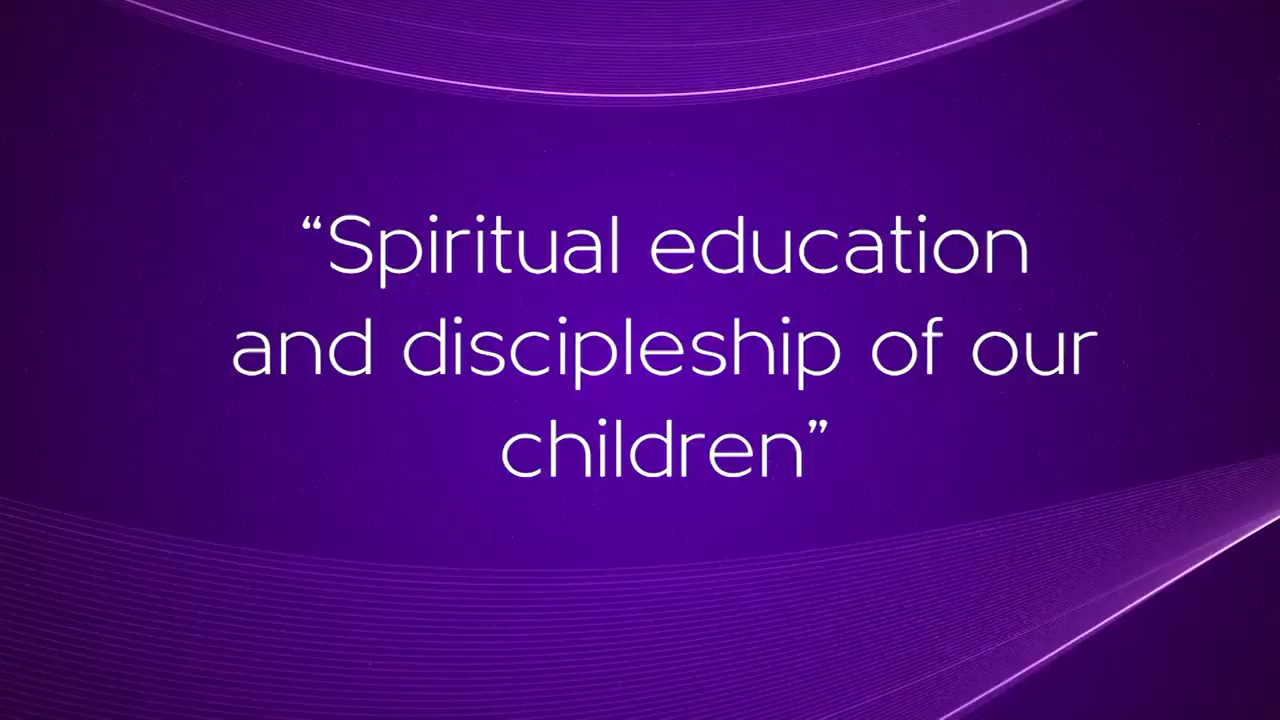 “Spiritual education
and discipleship of our
children”